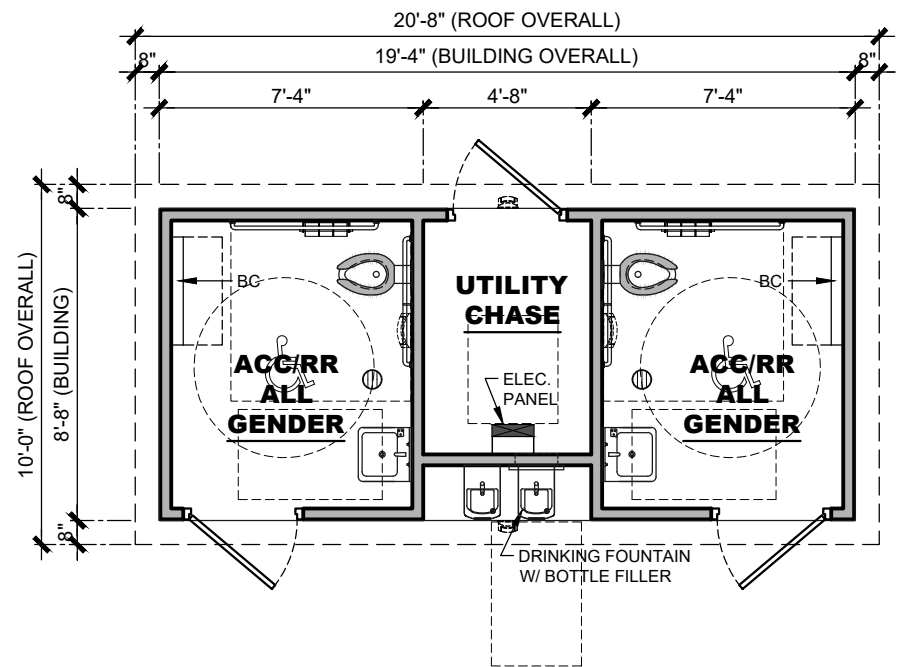 20'-8" (ROOF OVERALL)
8"
19'-4" (BUILDING OVERALL)
8"
7'-4"
4'-8"
7'-4"
10'-0" (ROOF OVERALL)
8'-8" (BUILDING)
8"
8"
BC
BC
UTILITY
CHASE
ACC/RR
ALL
GENDER
ELEC.
PANEL
ACC/RR
ALL
GENDER
DRINKING FOUNTAIN
W/ BOTTLE FILLER